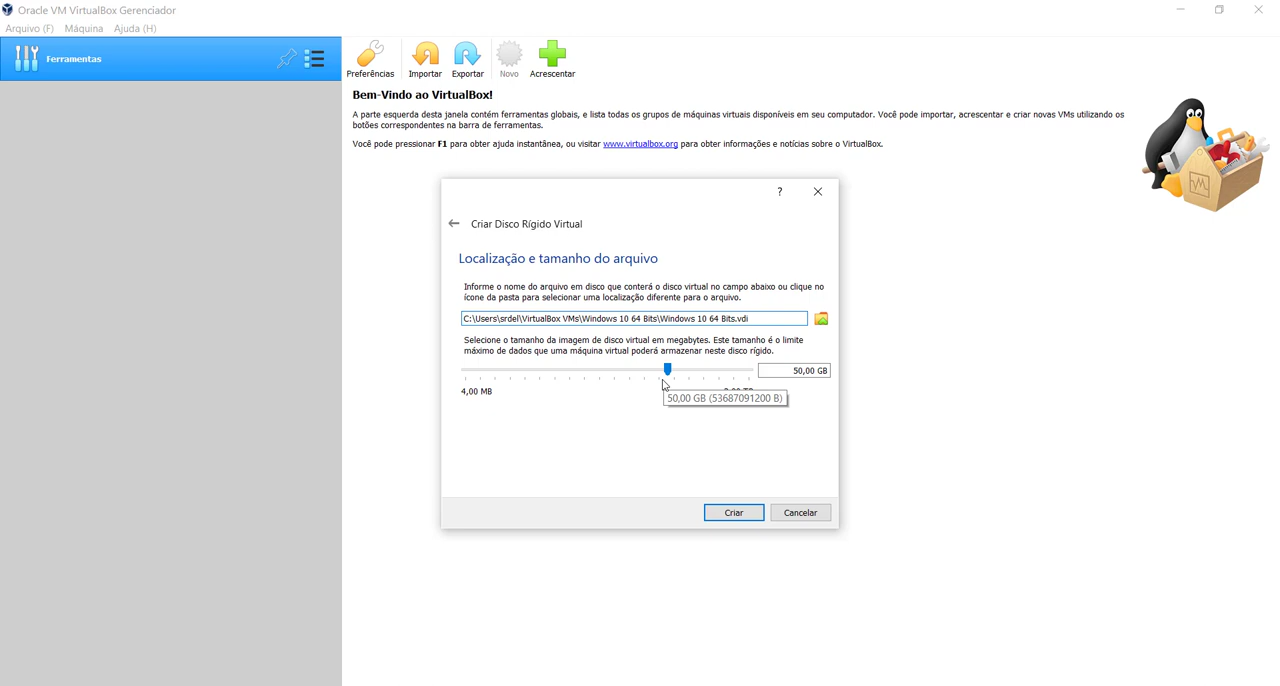 Oracle VM VirtualBox Gerenciador
Arquivo (F) Máquina Ajuda (H)
Ferramentas
Preferências Importar Exportar Novo Acrescentar
Bem-Vindo ao VirtualBox!
A parte esquerda desta janela contém ferramentas globais, e lista todas os grupos de máquinas virtuais disponíveis em seu computador. Você pode importar, acrescentar e criar novas VMs utilizando os
botões correspondentes na barra de ferramentas.
Você pode pressionar F1 para obter ajuda instantânea, ou visitar www.virtualbox.org para obter informações e notícias sobre o VirtualBox.
?
Criar Disco Rígido Virtual
Localização e tamanho do arquivo
Informe o nome do arquivo em disco que conterá o disco virtual no campo abaixo ou clique no
ícone da pasta para selecionar uma localização diferente para o arquivo.
C:\Users\srdel\VirtualBox VMs\Windows 10 64 Bits\Windows 10 64 Bits.vdi
Selecione o tamanho da imagem de disco virtual em megabytes. Este tamanho é o limite
máximo de dados que uma máquina virtual poderá armazenar neste disco rígido.
50,00 GB
4,00 MB
50,00 GB (53687091200 B)
Criar Cancelar